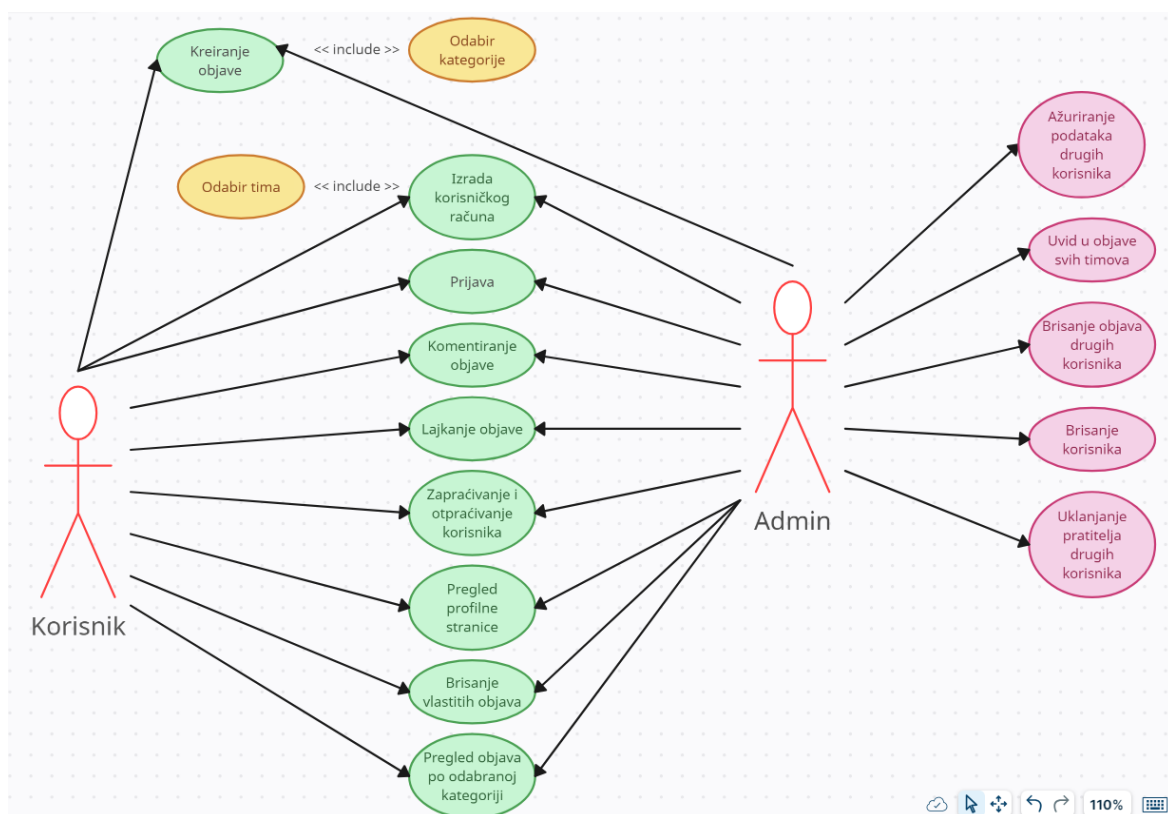 Kreiranje
objave
<< include >>
Odabir
kategorije
Ažuriranje
podataka
drugih
korisnika
Odabir tima
<< include >>
Izrada
korisničkog
računa
Uvid u objave
svih timova
Prijava
Komentiranje
objave
Brisanje objava
drugih
korisnika
Lajkanje objave
Brisanje
korisnika
Zapraćivanje i
otpraćivanje
korisnika
Admin
Uklanjanje
pratitelja
drugih
korisnika
Korisnik
Pregled
profilne
stranice
Brisanje
vlastitih objava
Pregled objava
po odabranoj
kategoriji
110%